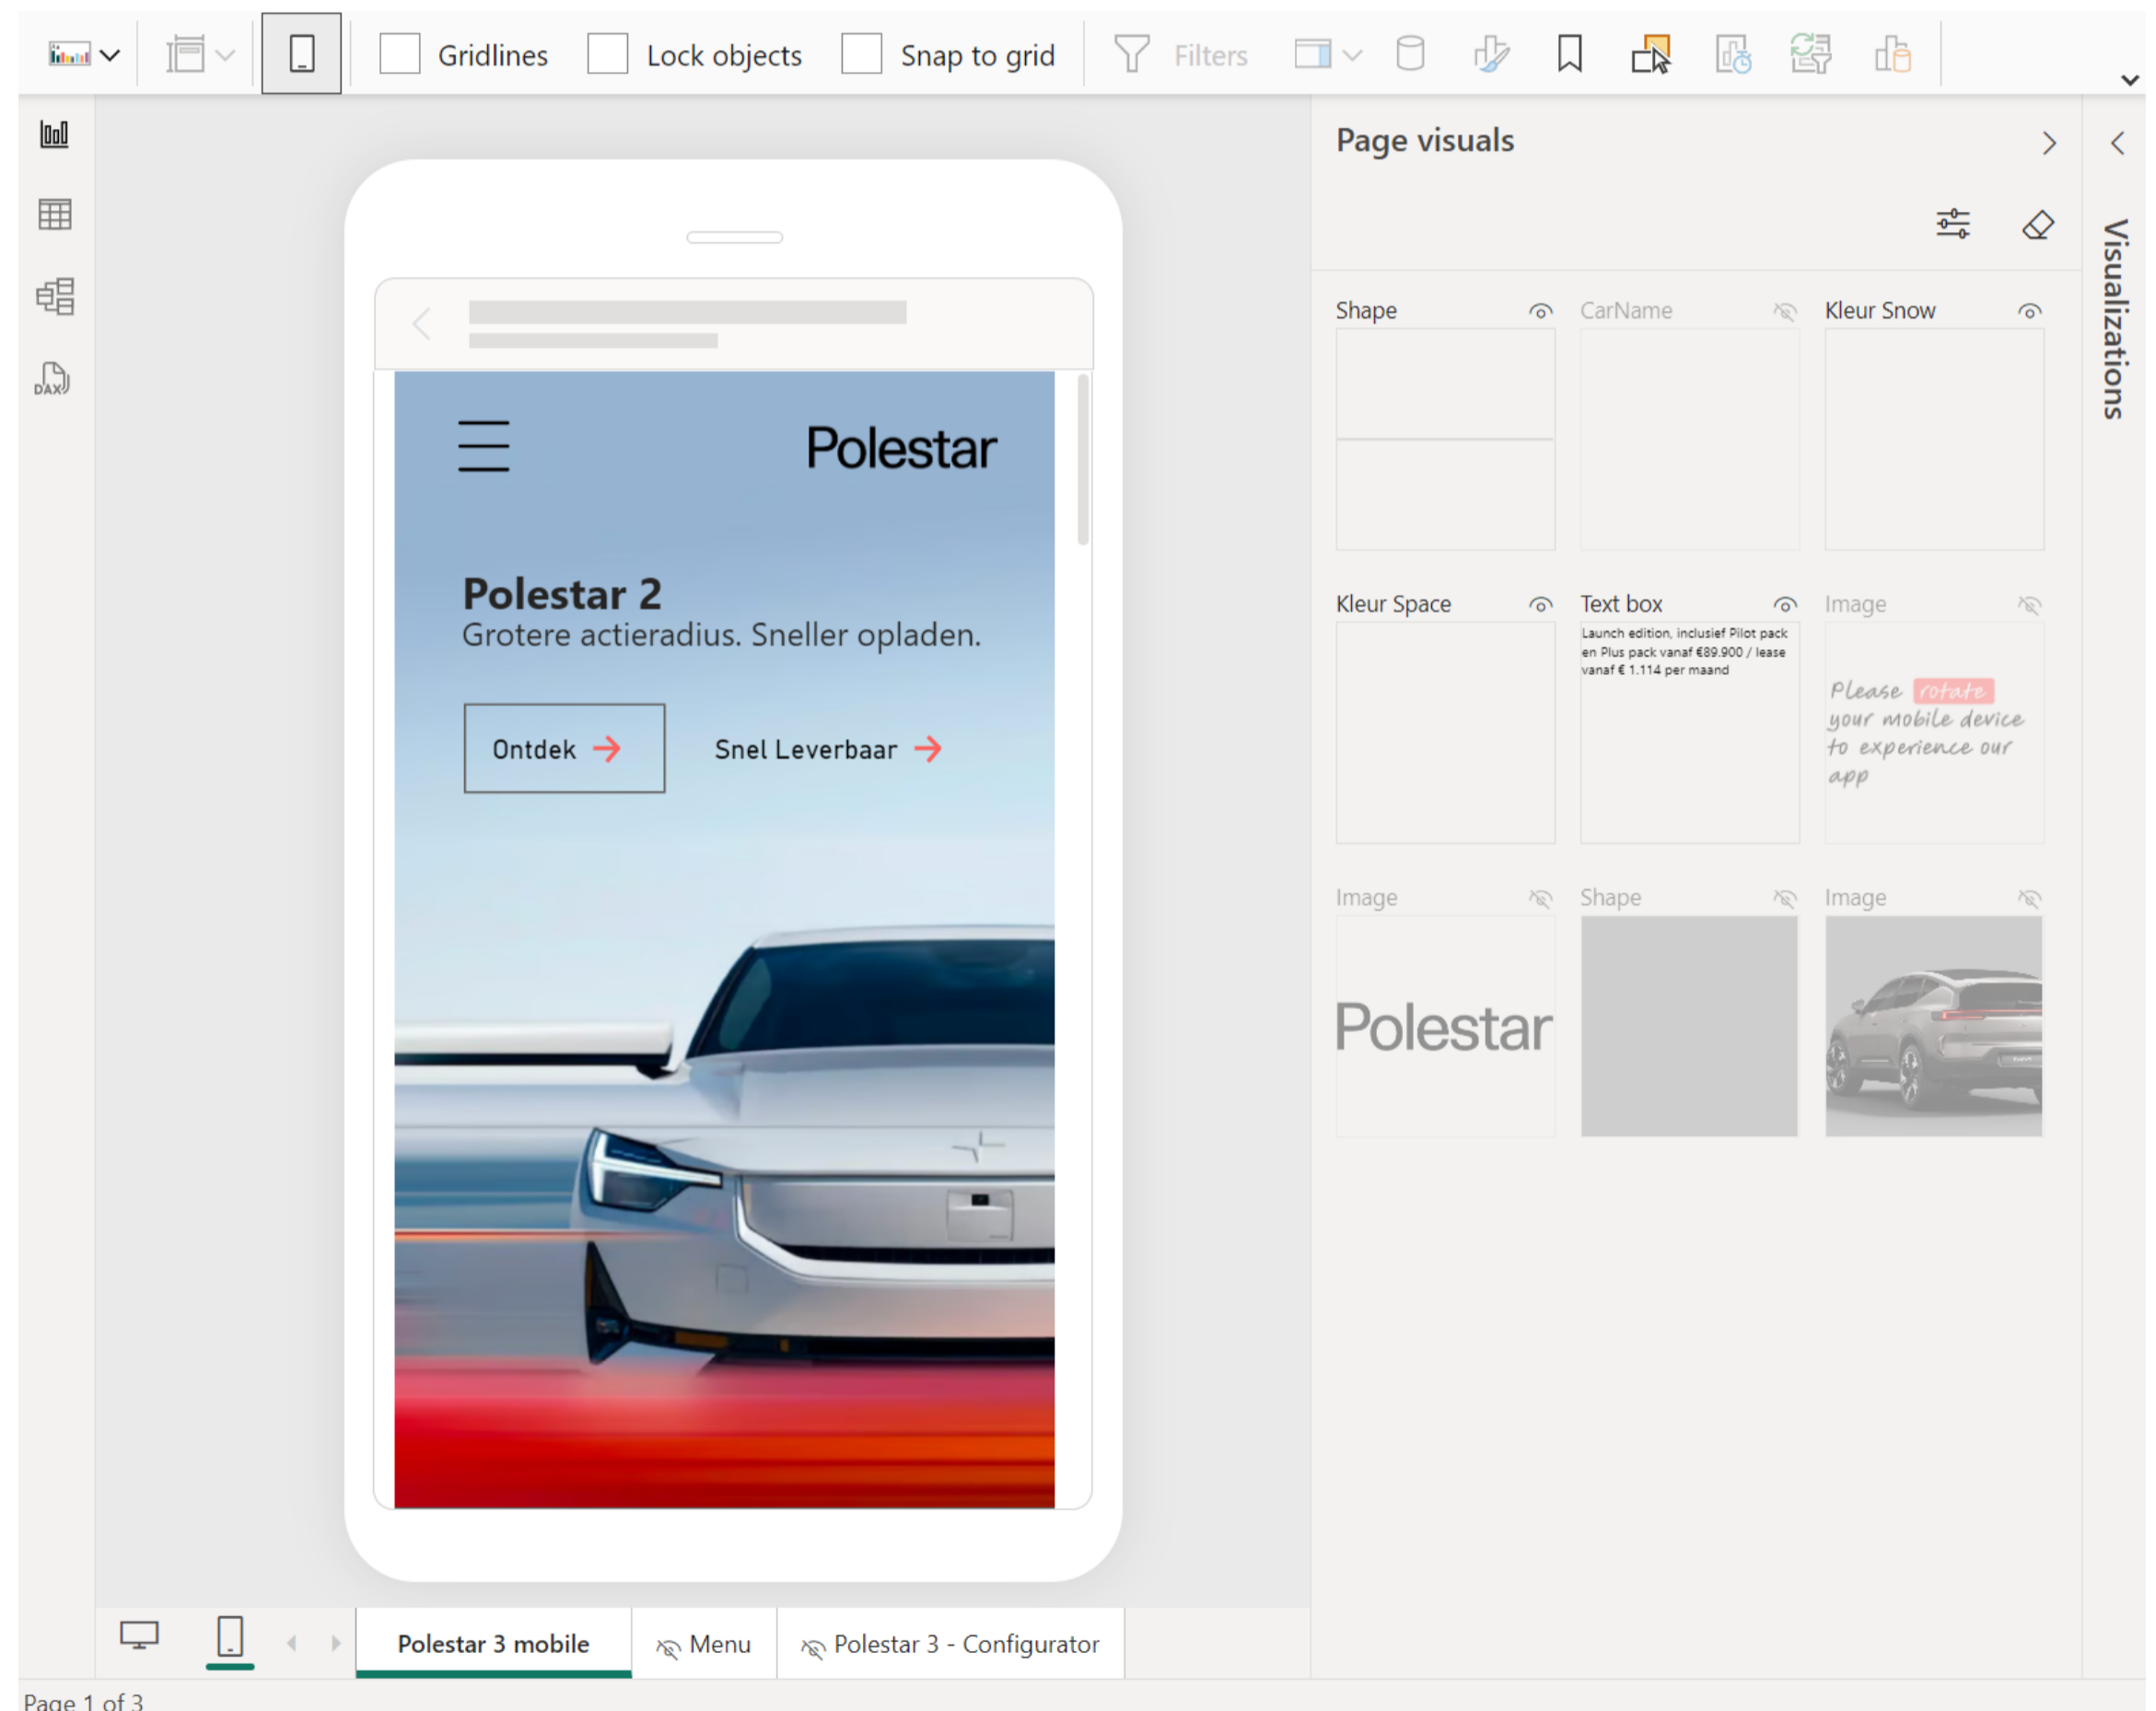 Gridlines
Lock objects
Snap to grid
Filters
DAX
Polestar
Polestar 2
Grotere actieradius. Sneller opladen.
Ontdek →
Snel Leverbaar →
Page visuals
Visualizations
Shape
CarName
Kleur Snow
Kleur Space
Text box
Launch edition, inclusief Pilot pack
en Plus pack vanaf €89.900 / lease
vanaf € 1.114 per maand
Image
Please rotate
your mobile device
to experience our
app
Image
Polestar
Shape
Image
Polestar 3 mobile
Menu
Polestar 3 - Configurator
Page 1 of 3